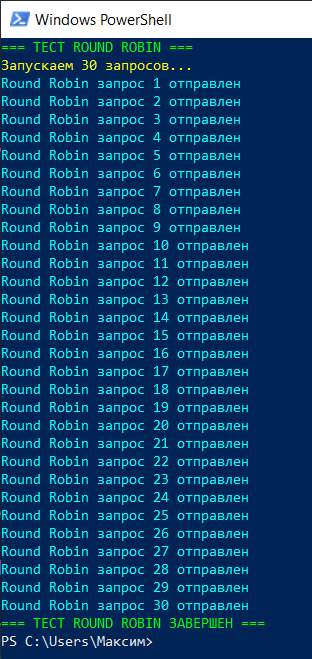 Windows PowerShell
=== ТЕСТ ROUND ROBIN ===
Запускаем 30 запросов...
Round Robin запрос 1 отправлен
Round Robin запрос 2 отправлен
Round Robin запрос 3 отправлен
Round Robin запрос 4 отправлен
Round Robin запрос 5 отправлен
Round Robin запрос 6 отправлен
Round Robin запрос 7 отправлен
Round Robin запрос 8 отправлен
Round Robin запрос 9 отправлен
Round Robin запрос 10 отправлен
Round Robin запрос 11 отправлен
Round Robin запрос 12 отправлен
Round Robin запрос 13 отправлен
Round Robin запрос 14 отправлен
Round Robin запрос 15 отправлен
Round Robin запрос 16 отправлен
Round Robin запрос 17 отправлен
Round Robin запрос 18 отправлен
Round Robin запрос 19 отправлен
Round Robin запрос 20 отправлен
Round Robin запрос 21 отправлен
Round Robin запрос 22 отправлен
Round Robin запрос 23 отправлен
Round Robin запрос 24 отправлен
Round Robin запрос 25 отправлен
Round Robin запрос 26 отправлен
Round Robin запрос 27 отправлен
Round Robin запрос 28 отправлен
Round Robin запрос 29 отправлен
Round Robin запрос 30 отправлен
=== ТЕСТ ROUND ROBIN ЗАВЕРШЕН ===
PS C:\Users\Максим>